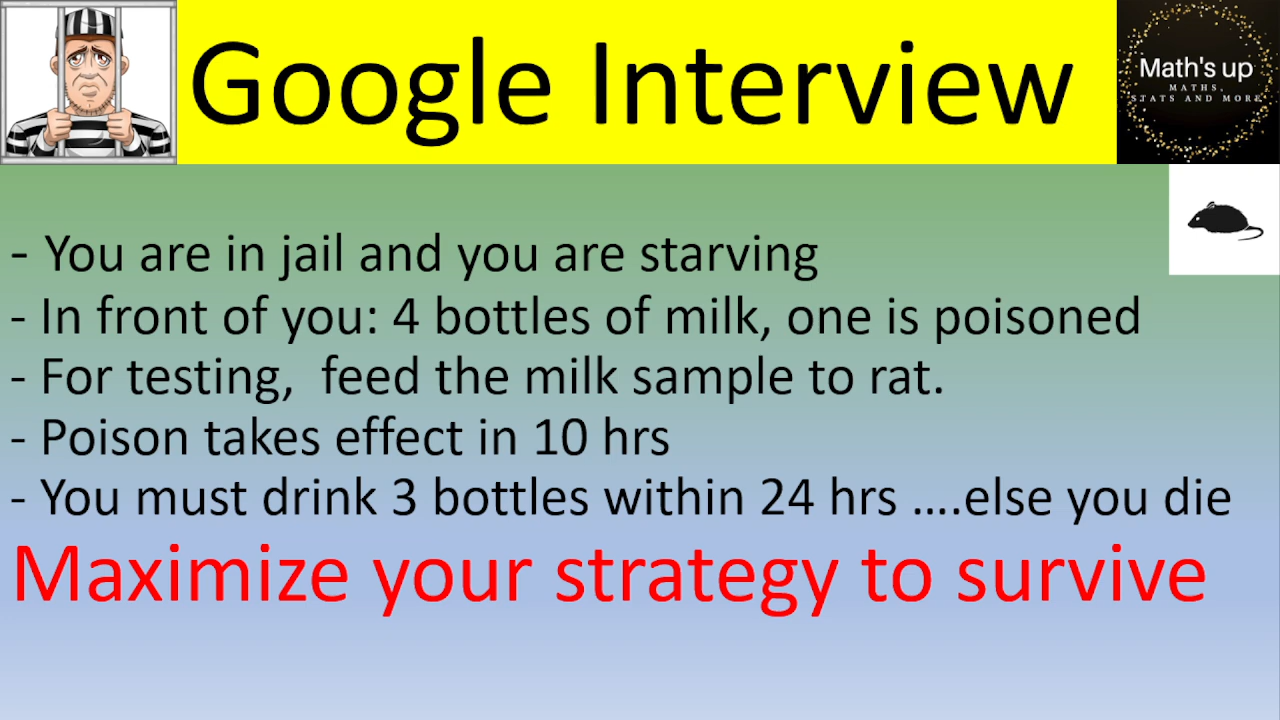 Google Interview
Math's up
MATHS,
STATS AND MORE
- You are in jail and you are starving
- In front of you: 4 bottles of milk, one is poisoned
- For testing,  feed the milk sample to rat.
- Poison takes effect in 10 hrs
- You must drink 3 bottles within 24 hrs ....else you die
Maximize your strategy to survive